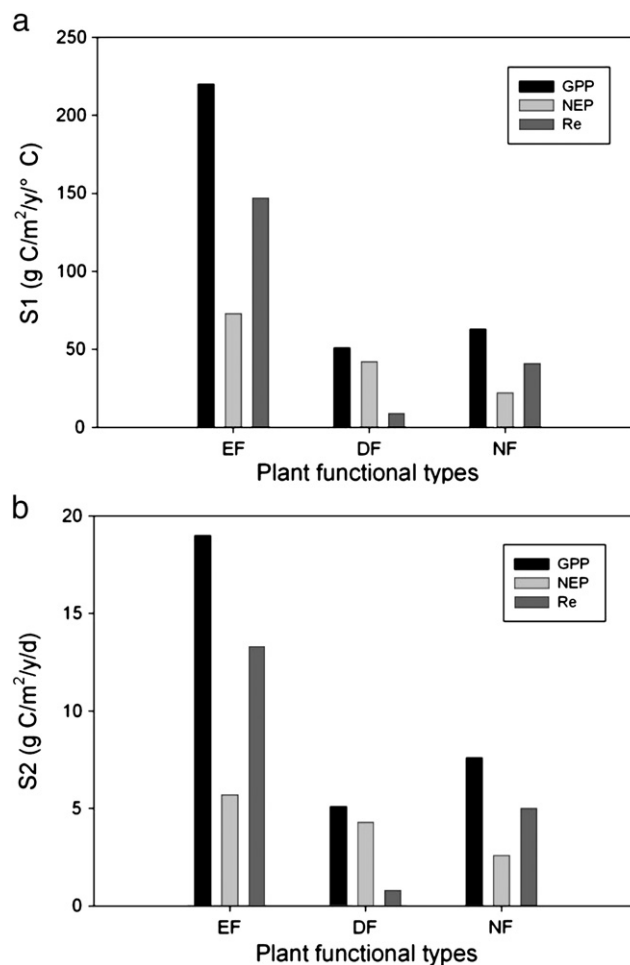 a
250
200
150
100
50
0
S1 (g C/m²/y/° C)
GPP
NEP
Re
EF DF NF
Plant functional types
b
20
15
10
5
0
S2 (g C/m²/y/d)
GPP
NEP
Re
EF DF NF
Plant functional types